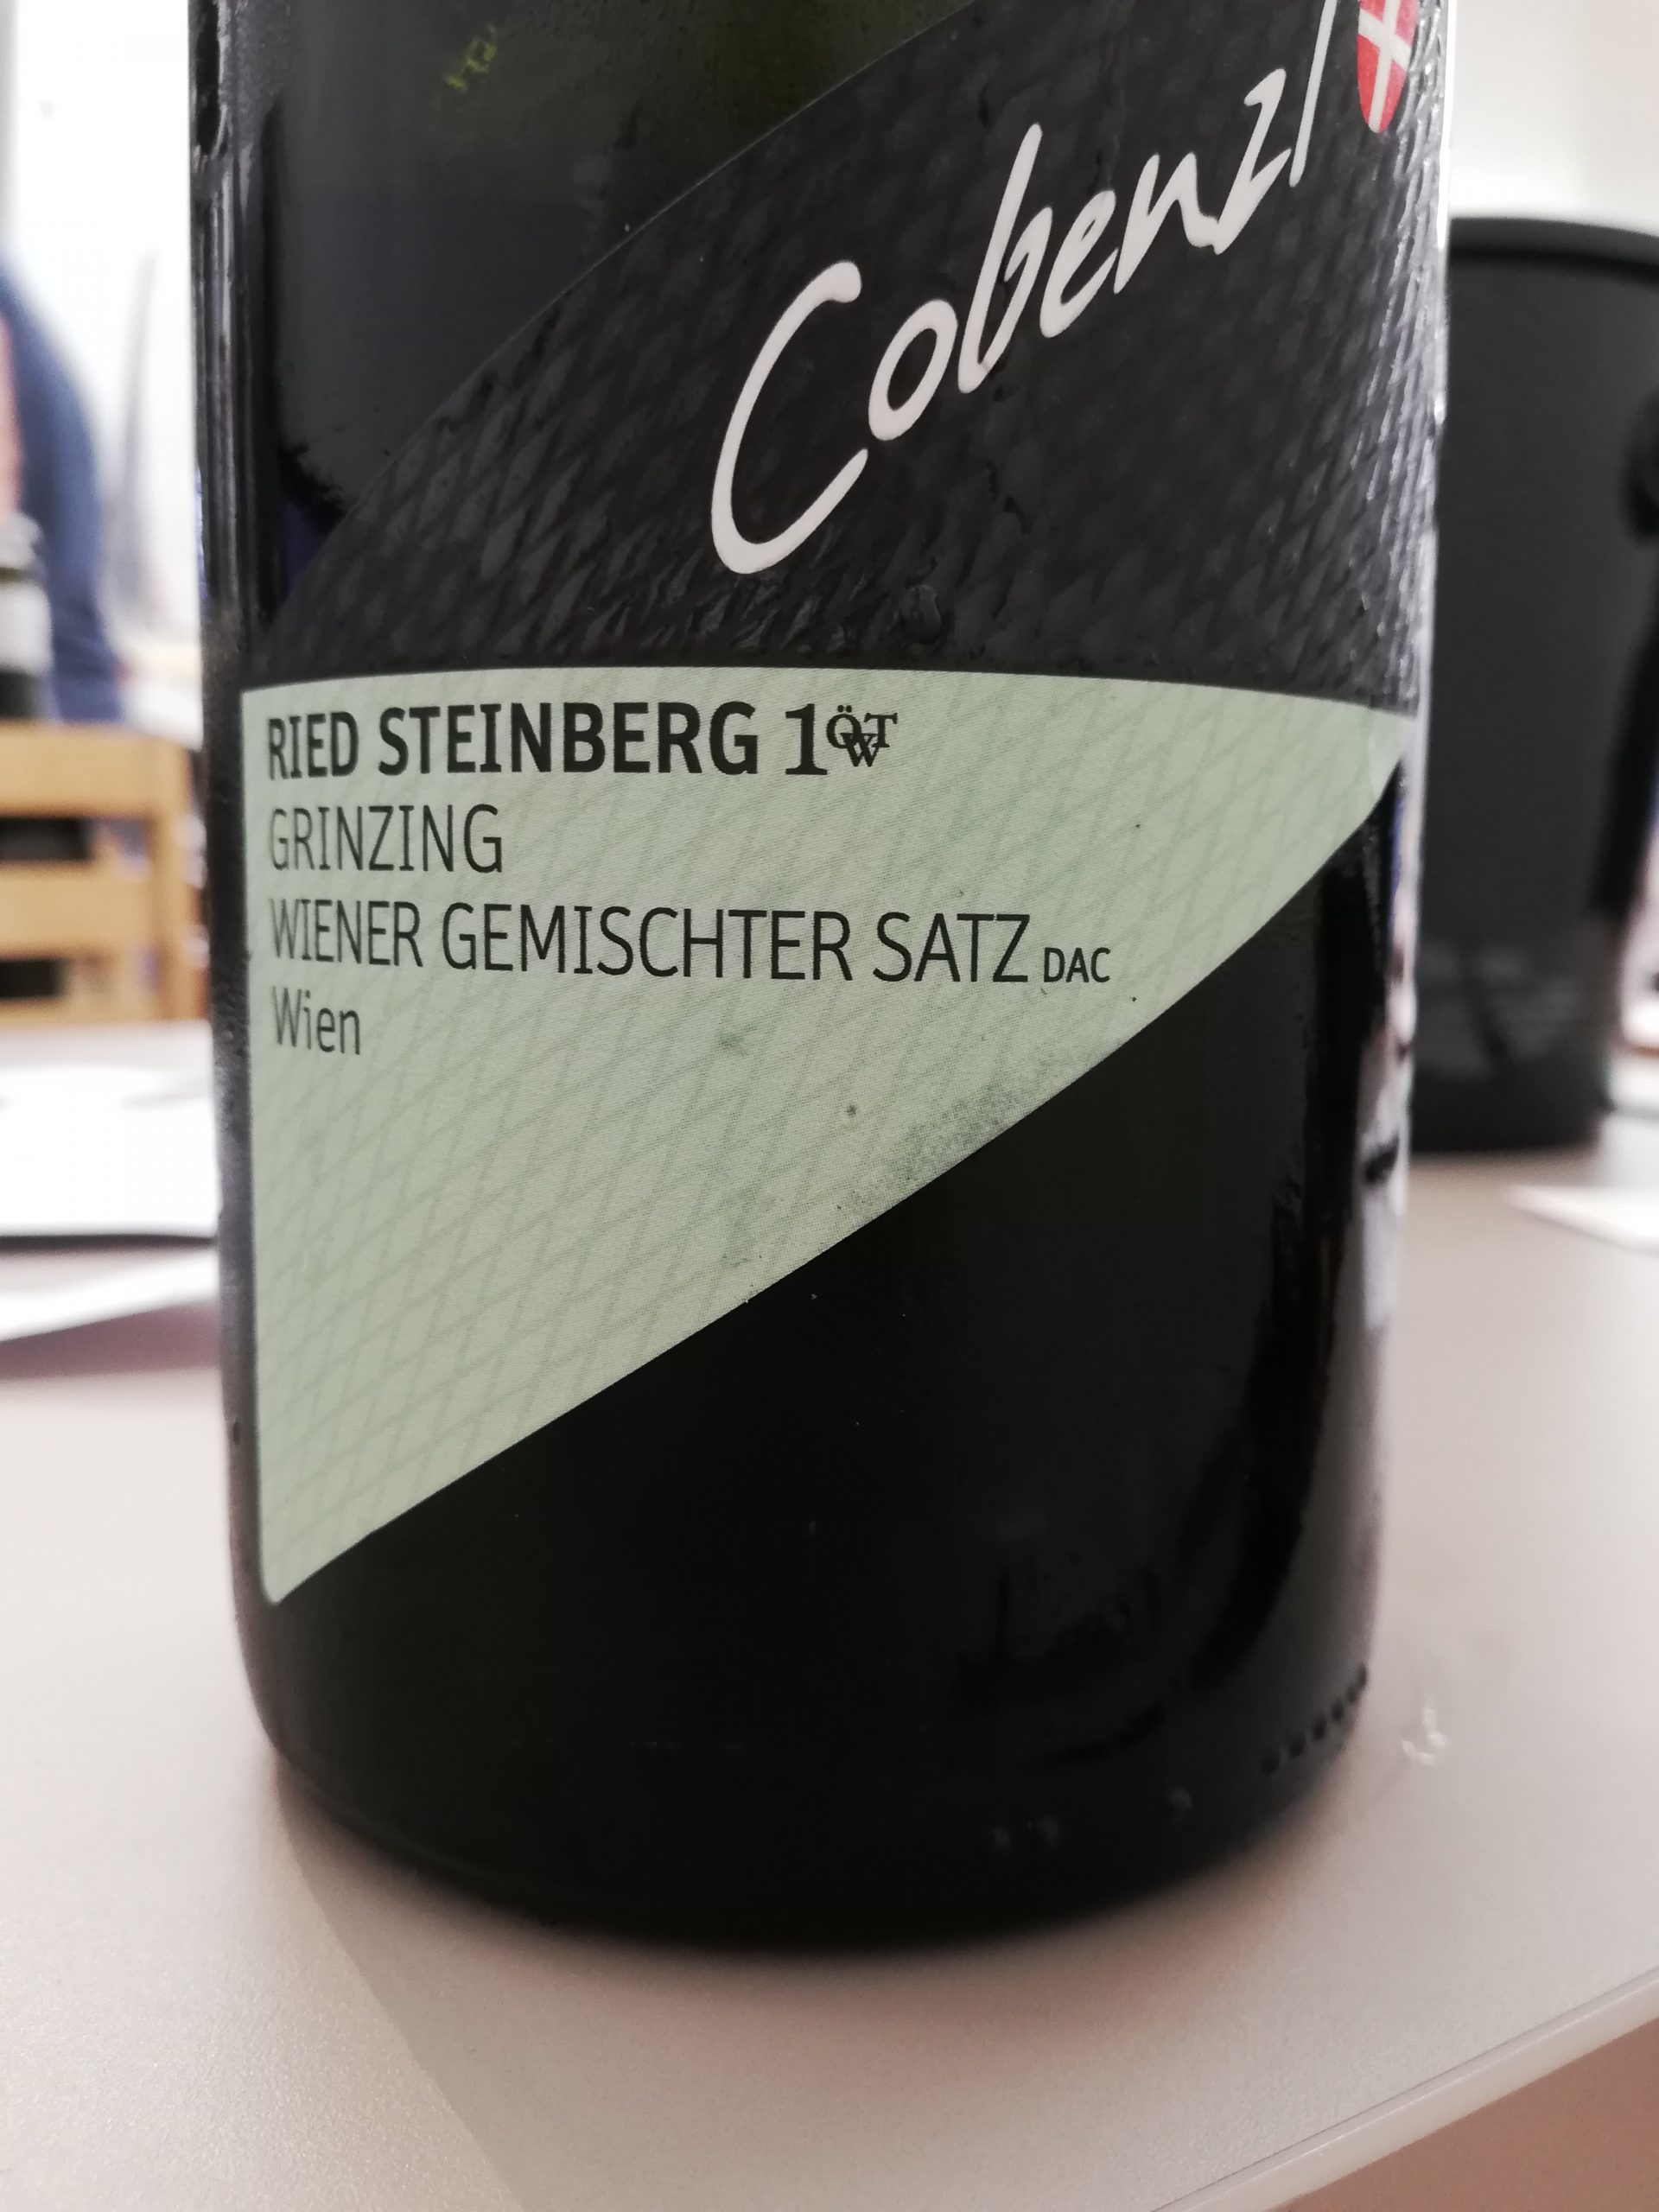 Cobenzl
RIED STEINBERG 1ÖTW
GRINZING
WIENER GEMISCHTER SATZ DAC
Wien